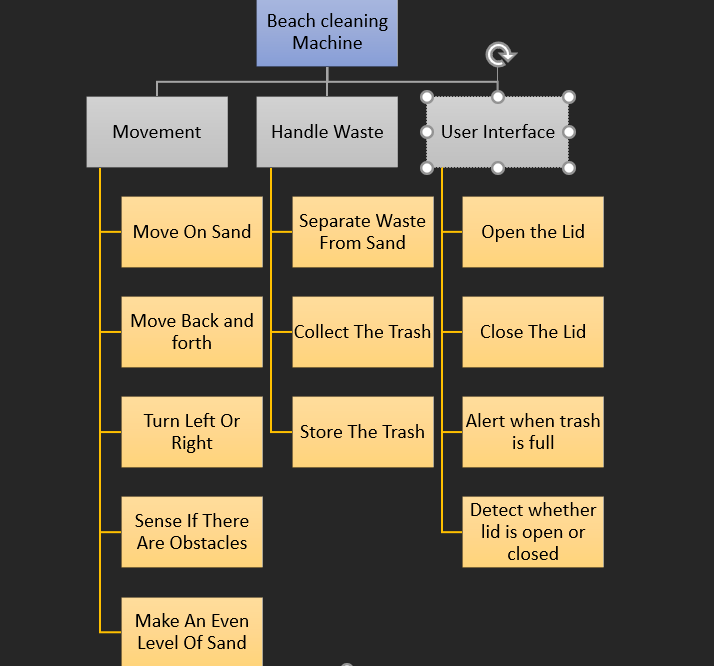 Beach cleaning
Machine
Movement
Handle Waste
User Interface
Move On Sand
Move Back and
forth
Turn Left Or
Right
Sense If There
Are Obstacles
Make An Even
Level Of Sand
Separate Waste
From Sand
Collect The Trash
Store The Trash
Open the Lid
Close The Lid
Alert when trash
is full
Detect whether
lid is open or
closed